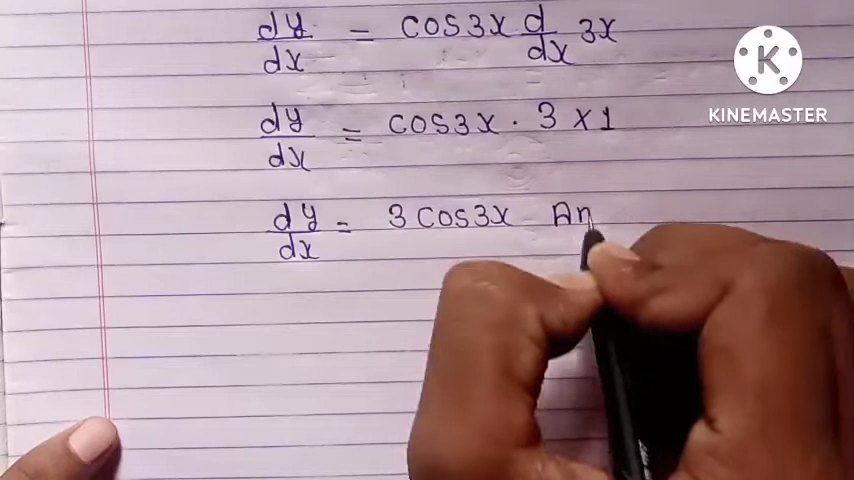 dy/dx = cos3x d/dx 3x
KINEMASTER
dy/dx = cos3x · 3 x 1
dy/dx = 3 cos3x An